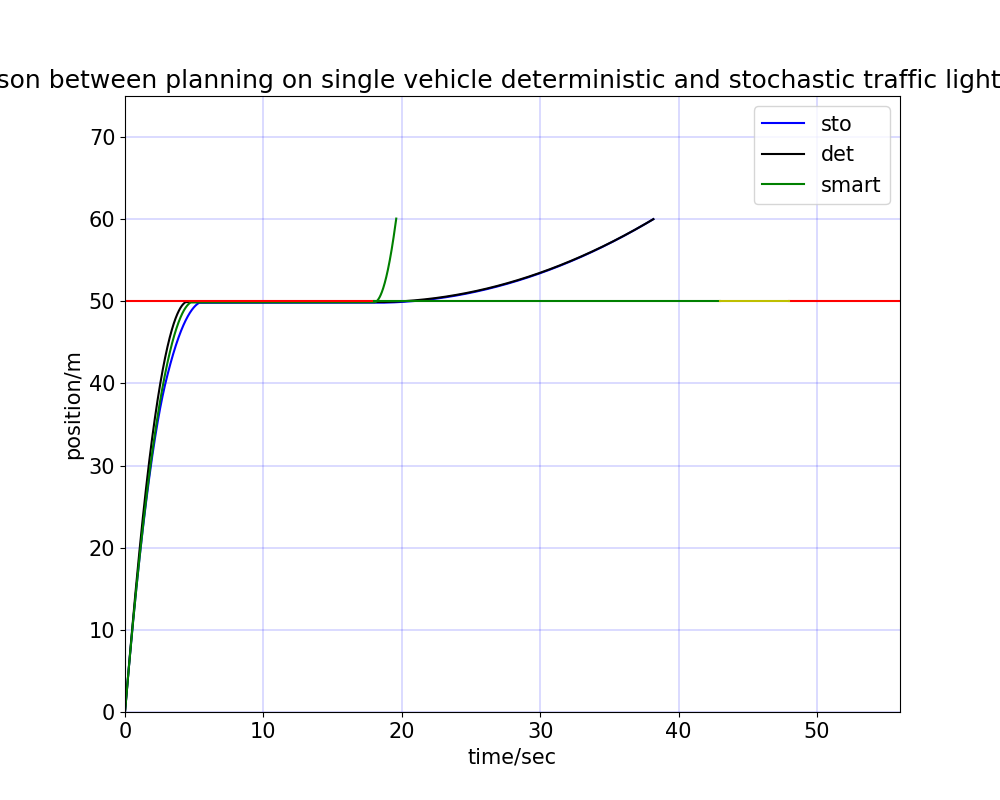 son between planning on single vehicle deterministic and stochastic traffic light
sto
det
smart
70
60
50
40
30
20
10
0
position/m
0 10 20 30 40 50
time/sec